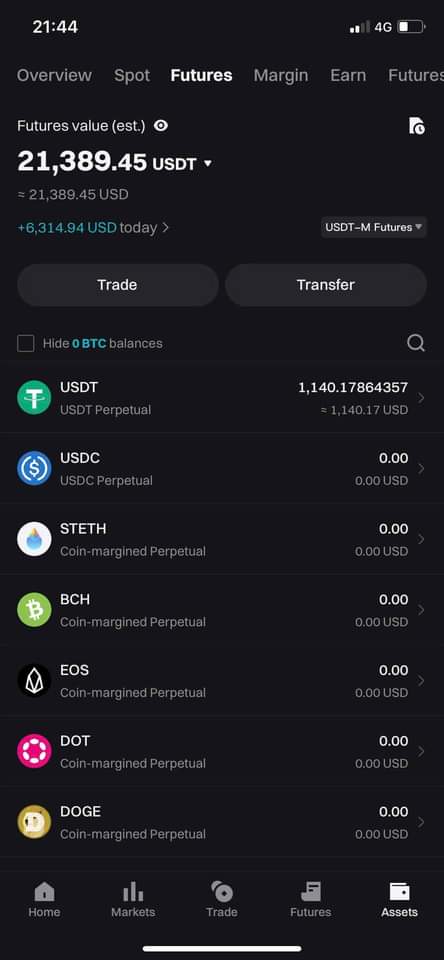 21:44 4G
Overview Spot Futures Margin Earn Futures
Futures value (est.)
21,389.45 USDT
≈ 21,389.45 USD
+6,314.94 USD today
USDT-M Futures
Trade Transfer
Hide 0 BTC balances
USDT 1,140.17864357
USDT Perpetual ≈ 1,140.17 USD
USDC 0.00
USDC Perpetual 0.00 USD
STETH 0.00
Coin-margined Perpetual 0.00 USD
BCH 0.00
Coin-margined Perpetual 0.00 USD
EOS 0.00
Coin-margined Perpetual 0.00 USD
DOT 0.00
Coin-margined Perpetual 0.00 USD
DOGE 0.00
Coin-margined Perpetual 0.00 USD
Home Markets Trade Futures Assets